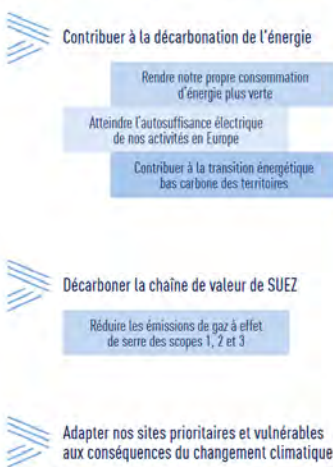 Contribuer à la décarbonation de l'énergie
Rendre notre propre consommation
d'énergie plus verte
Atteindre l'autosuffisance électrique
de nos activités en Europe
Contribuer à la transition énergétique
bas carbone des territoires
Décarboner la chaîne de valeur de SUEZ
Réduire les émissions de gaz à effet
de serre des scopes 1, 2 et 3
Adapter nos sites prioritaires et vulnérables
aux conséquences du changement climatique